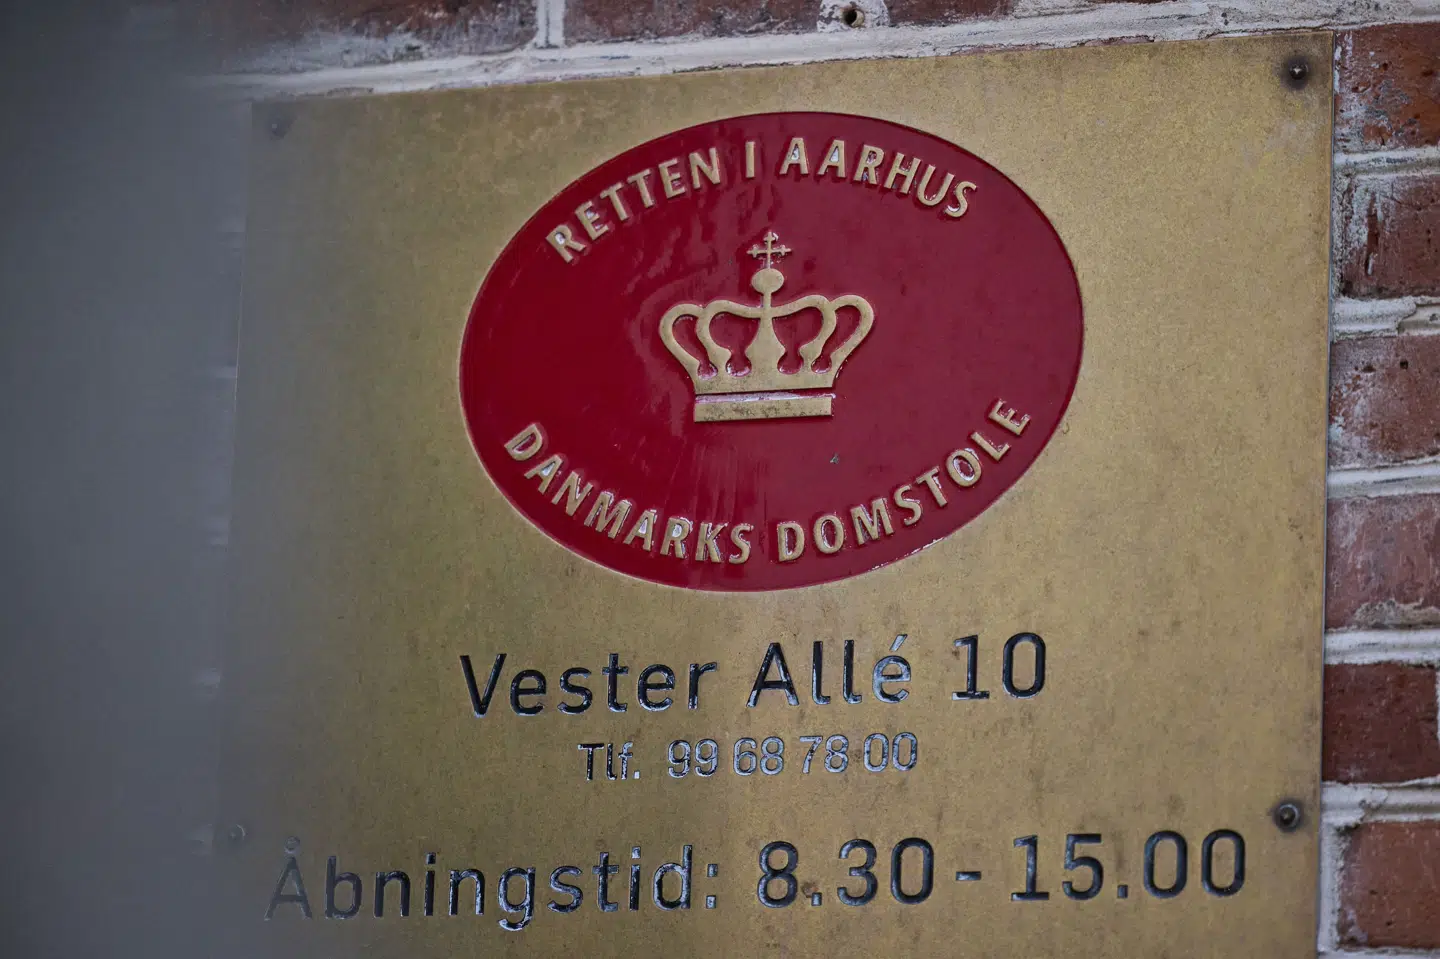 RETTEN I AARHUS
DANMARKS DOMSTOLE
Vester Allé 10
Tlf. 99 68 78 00
Åbningstid: 8.30 - 15.00